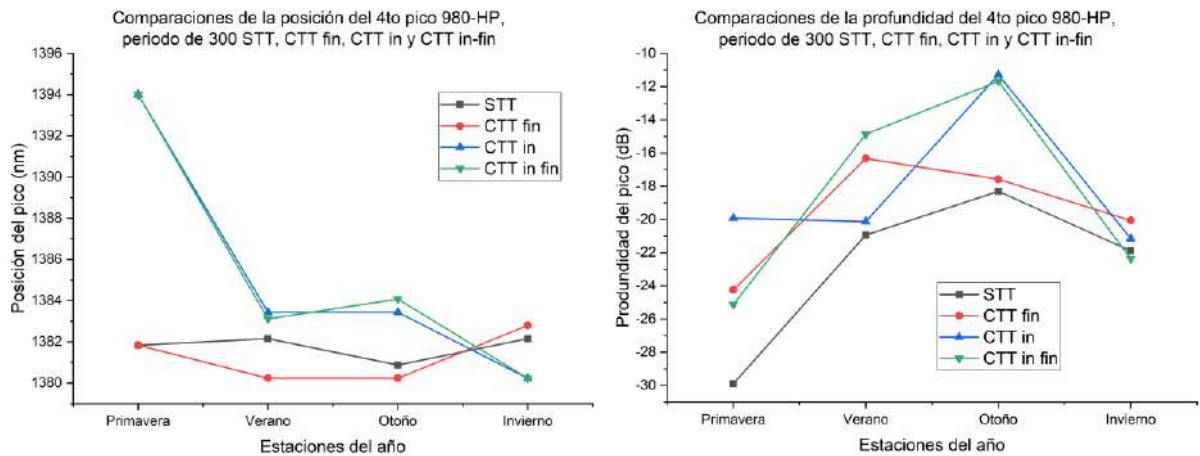 Comparaciones de la posición del 4to pico 980-HP,
periodo de 300 STT, CTT fin, CTT in y CTT in-fin
Posición del pico (nm)
1396
1394
1392
1390
1388
1386
1384
1382
1380
STT
CTT fin
CTT in
CTT in fin
Primavera
Verano
Otoño
Invierno
Estaciones del año
Comparaciones de la profundidad del 4to pico 980-HP,
periodo de 300 STT, CTT fin, CTT in y CTT in-fin
Produndidad del pico (dB)
-10
-12
-14
-16
-18
-20
-22
-24
-26
-28
-30
STT
CTT fin
CTT in
CTT in fin
Primavera
Verano
Otoño
Invierno
Estaciones del año